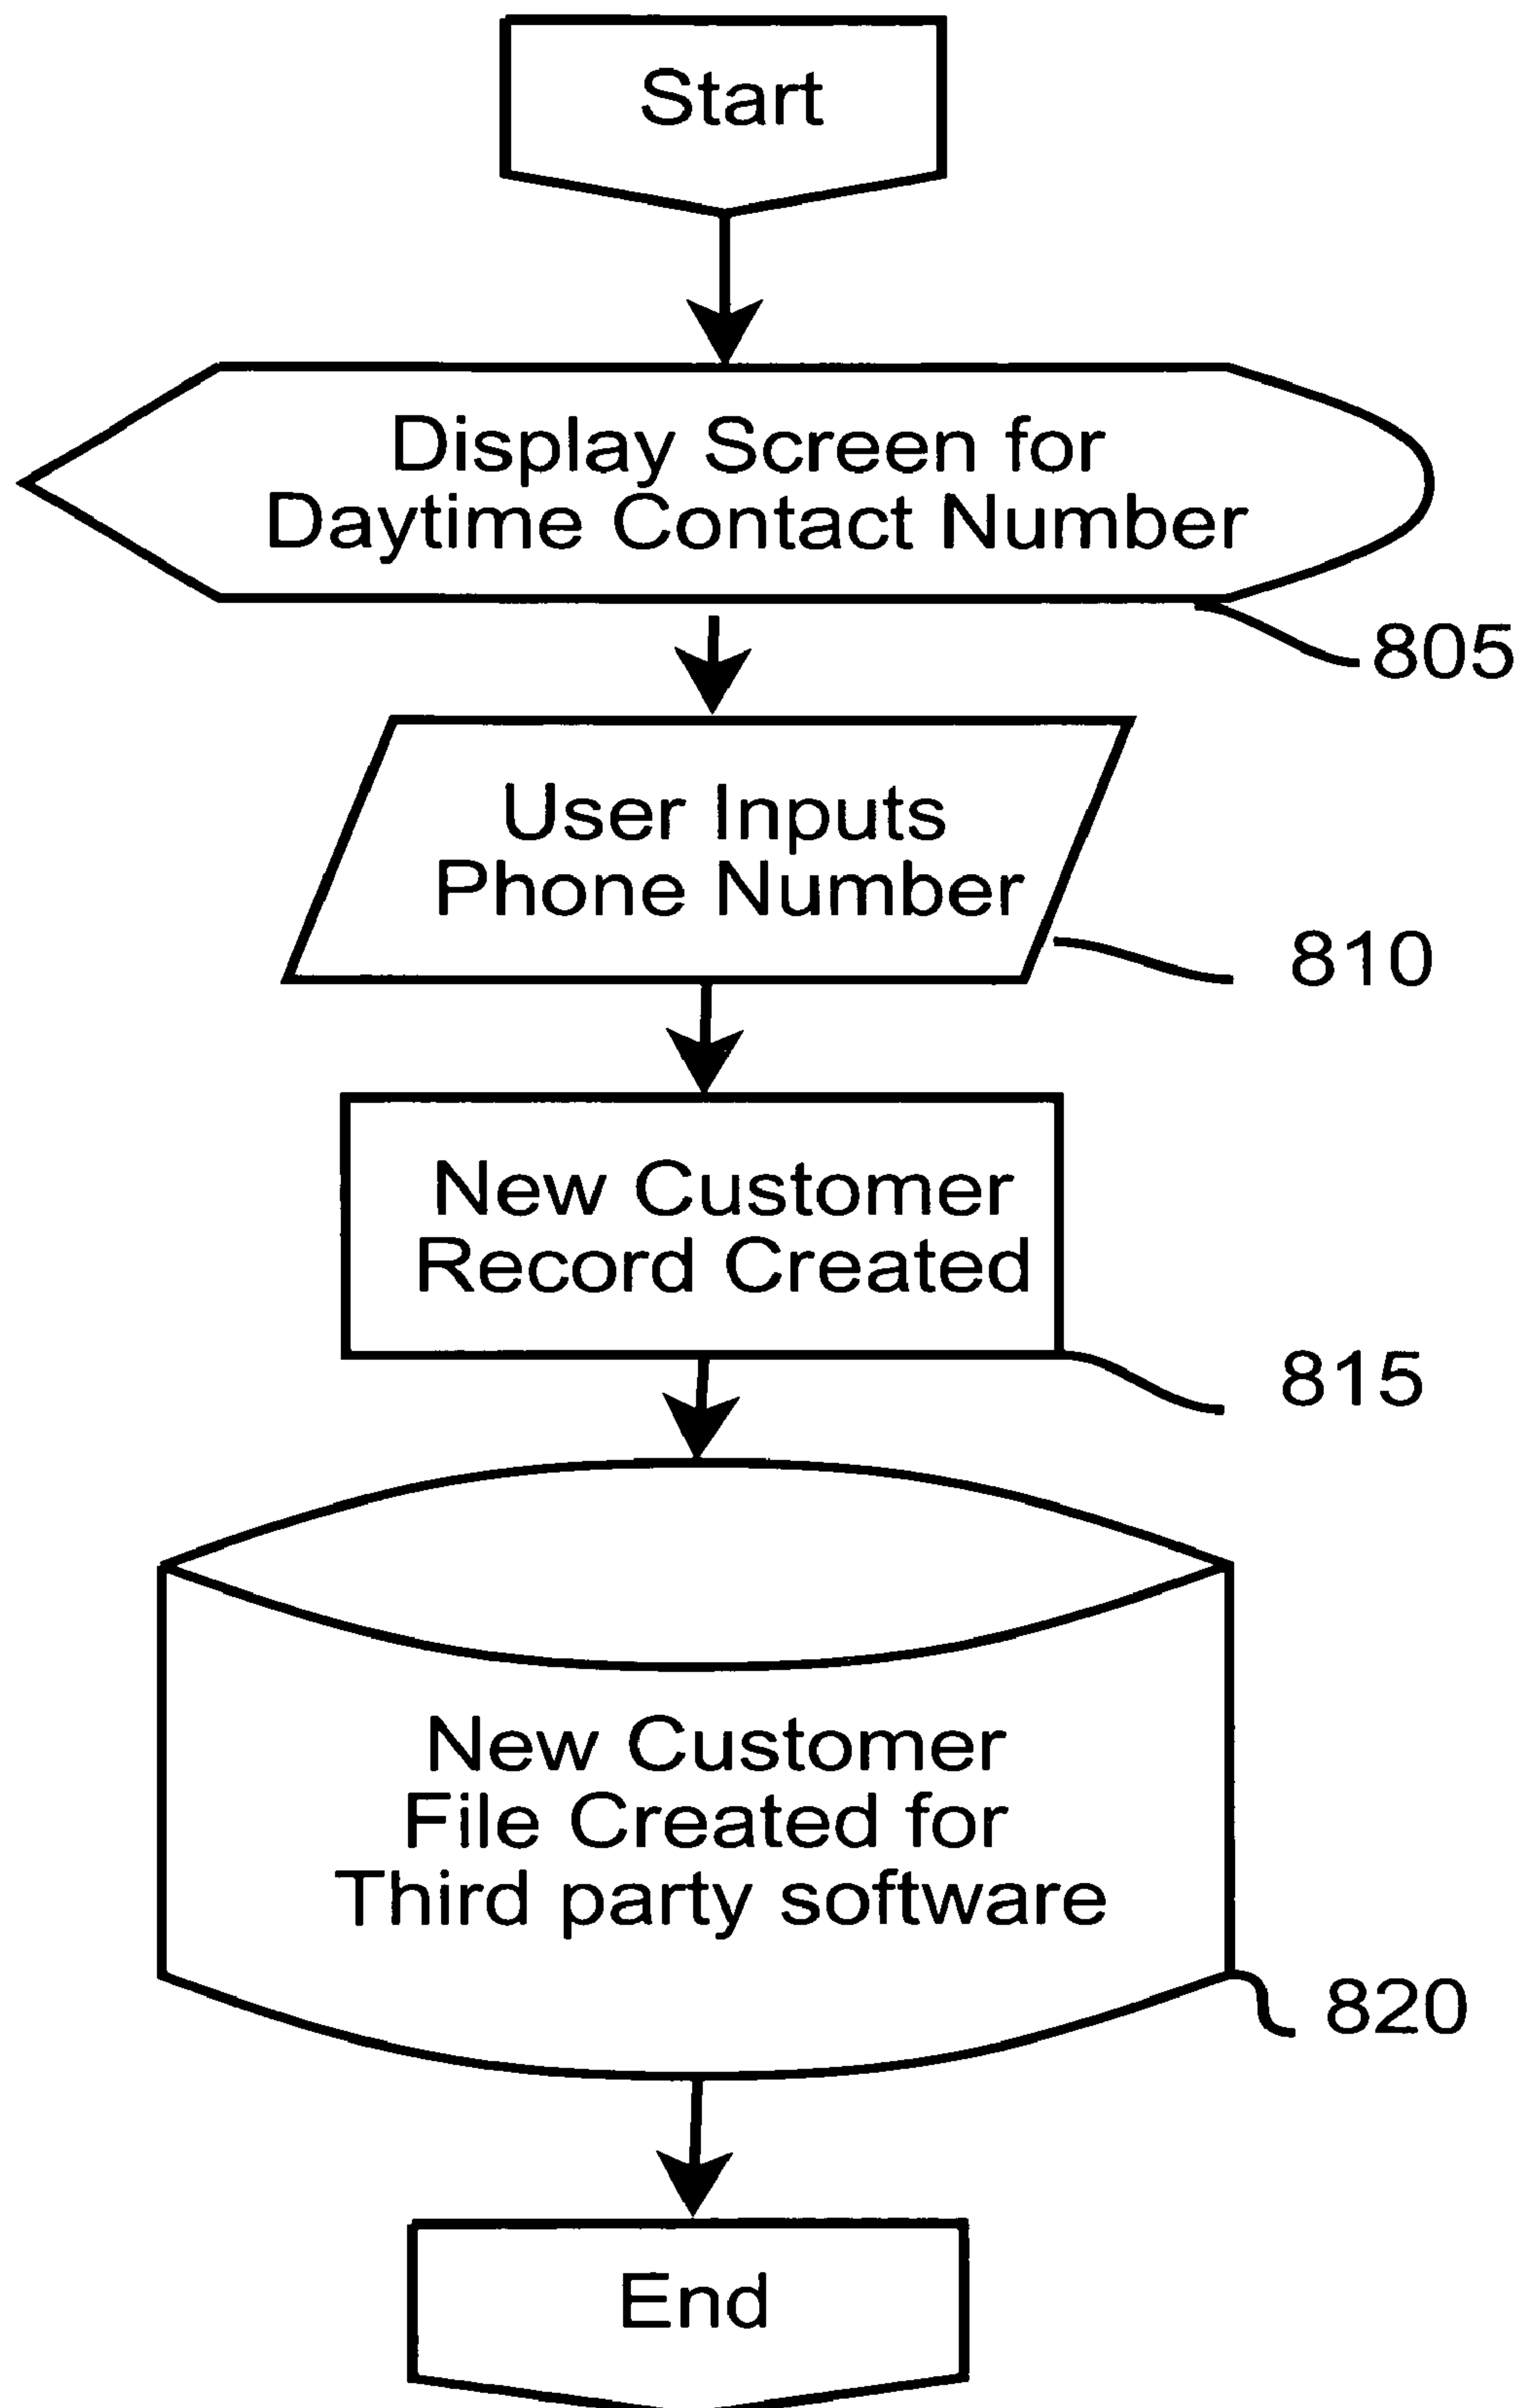 Start
Display Screen for
Daytime Contact Number
805
User Inputs
Phone Number
810
New Customer
Record Created
815
New Customer
File Created for
Third party software
820
End